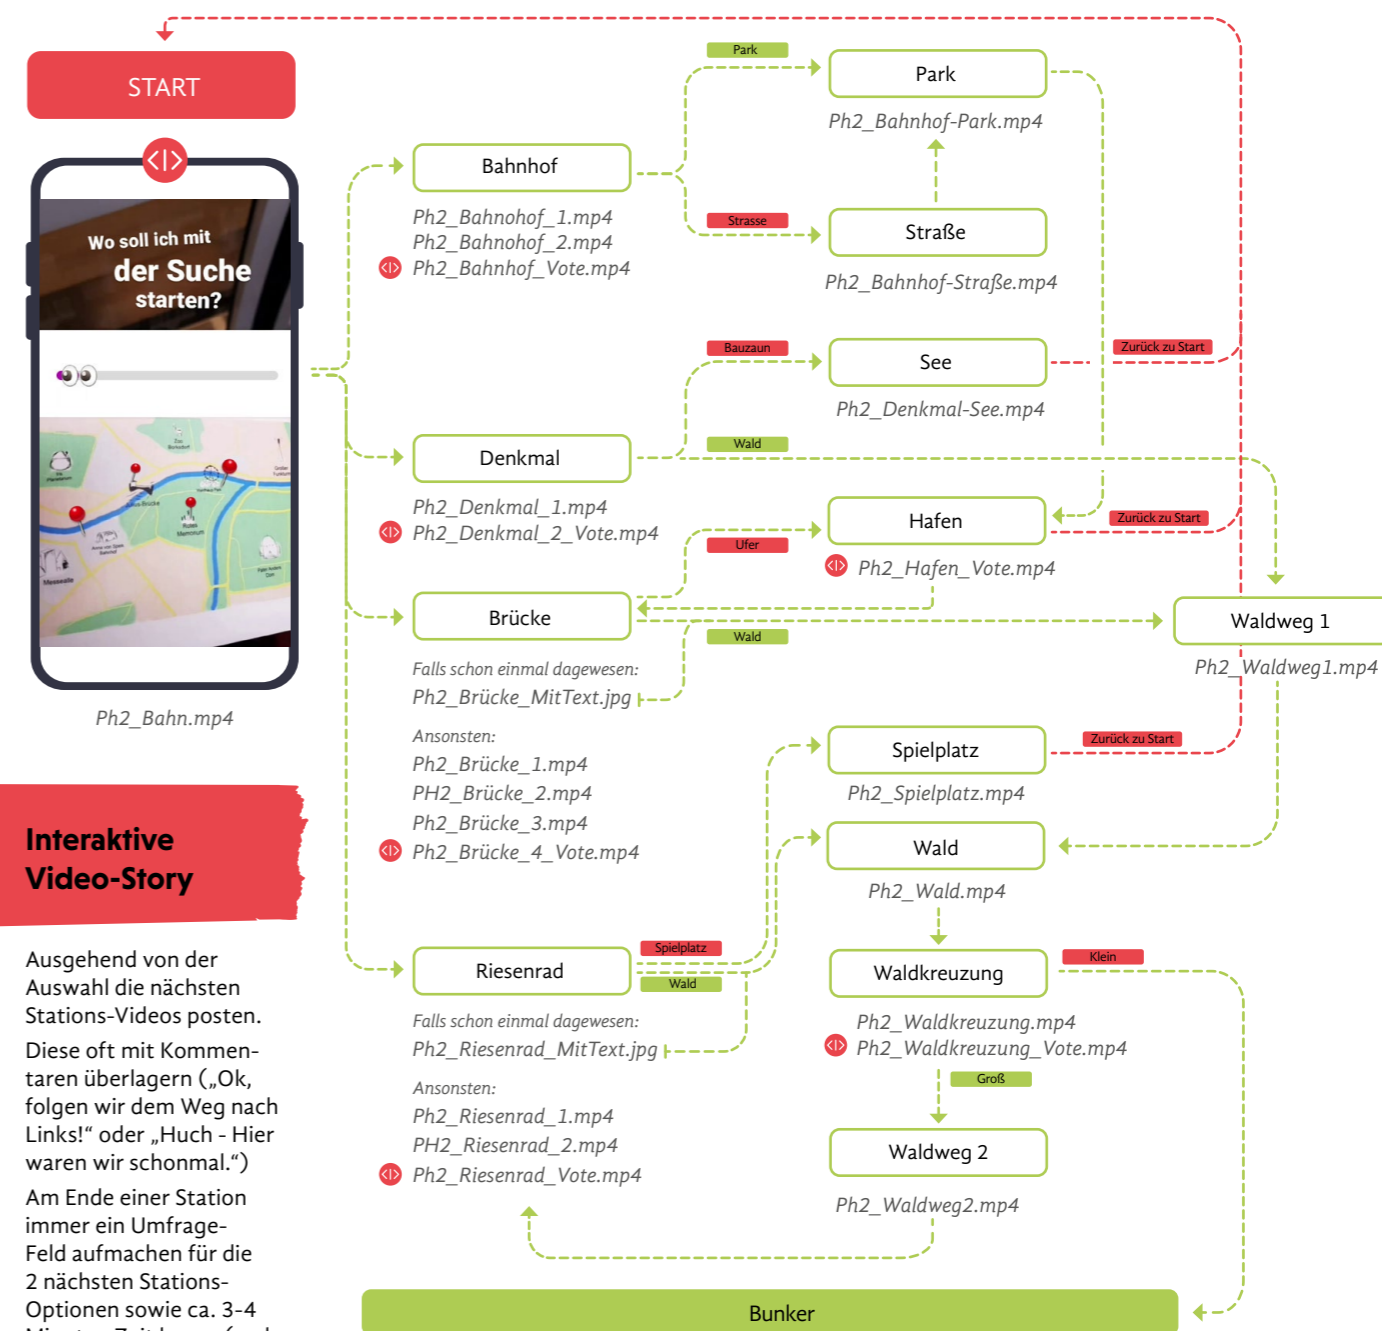 START
Wo soll ich mit
der Suche
starten?
Zoo
Messeseite
Ph2_Bahn.mp4
Interaktive
Video-Story
Ausgehend von der
Auswahl die nächsten
Stations-Videos posten.
Diese oft mit Kommen-
taren überlagern („Ok,
folgen wir dem Weg nach
Links!“ oder „Huch - Hier
waren wir schonmal.“)
Am Ende einer Station
immer ein Umfrage-
Feld aufmachen für die
2 nächsten Stations-
Optionen sowie ca. 3-4
Bahnhof
Ph2_Bahnohof_1.mp4
Ph2_Bahnohof_2.mp4
Ph2_Bahnhof_Vote.mp4
Park
Park
Ph2_Bahnhof-Park.mp4
Strasse
Straße
Ph2_Bahnhof-Straße.mp4
Denkmal
Ph2_Denkmal_1.mp4
Ph2_Denkmal_2_Vote.mp4
Bauzaun
See
Ph2_Denkmal-See.mp4
Zurück zu Start
Wald
Brücke
Falls schon einmal dagewesen:
Ph2_Brücke_MitText.jpg
Ansonsten:
Ph2_Brücke_1.mp4
PH2_Brücke_2.mp4
Ph2_Brücke_3.mp4
Ph2_Brücke_4_Vote.mp4
Ufer
Hafen
Ph2_Hafen_Vote.mp4
Zurück zu Start
Wald
Waldweg 1
Ph2_Waldweg1.mp4
Riesenrad
Falls schon einmal dagewesen:
Ph2_Riesenrad_MitText.jpg
Ansonsten:
Ph2_Riesenrad_1.mp4
PH2_Riesenrad_2.mp4
Ph2_Riesenrad_Vote.mp4
Spielplatz
Wald
Spielplatz
Ph2_Spielplatz.mp4
Zurück zu Start
Wald
Ph2_Wald.mp4
Waldkreuzung
Ph2_Waldkreuzung.mp4
Ph2_Waldkreuzung_Vote.mp4
Klein
Groß
Waldweg 2
Ph2_Waldweg2.mp4
Bunker